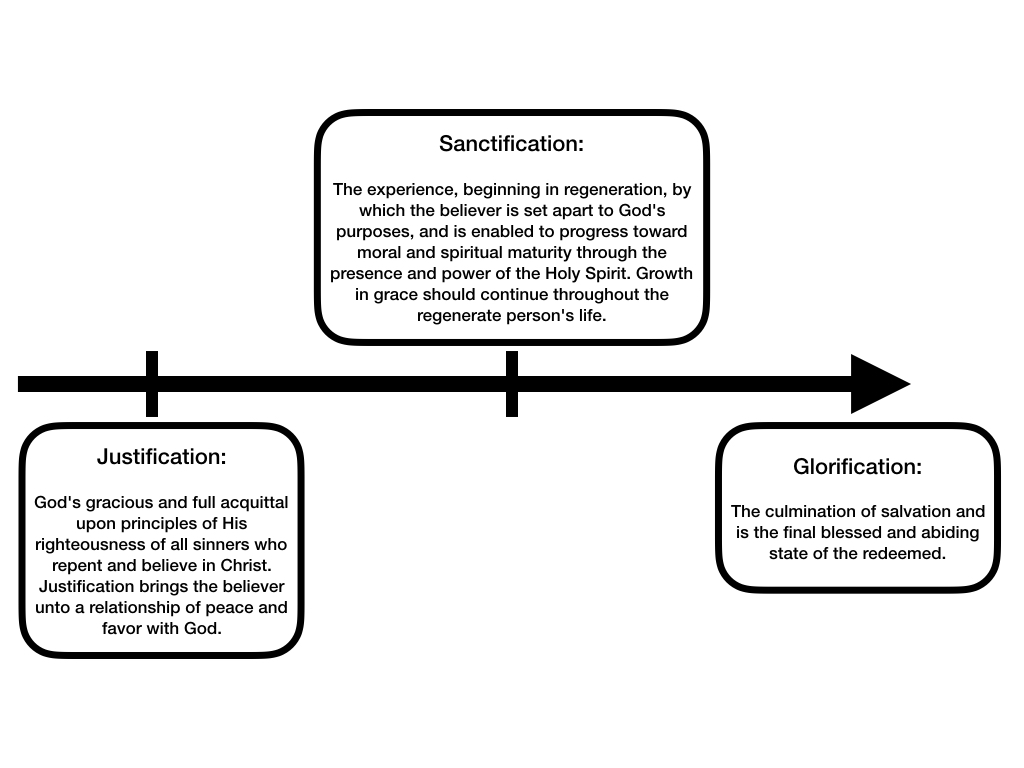 Sanctification:
The experience, beginning in regeneration, by
which the believer is set apart to God's
purposes, and is enabled to progress toward
moral and spiritual maturity through the
presence and power of the Holy Spirit. Growth
in grace should continue throughout the
regenerate person's life.
Justification:
God's gracious and full acquittal
upon principles of His
righteousness of all sinners who
repent and believe in Christ.
Justification brings the believer
unto a relationship of peace and
favor with God.
Glorification:
The culmination of salvation and
is the final blessed and abiding
state of the redeemed.